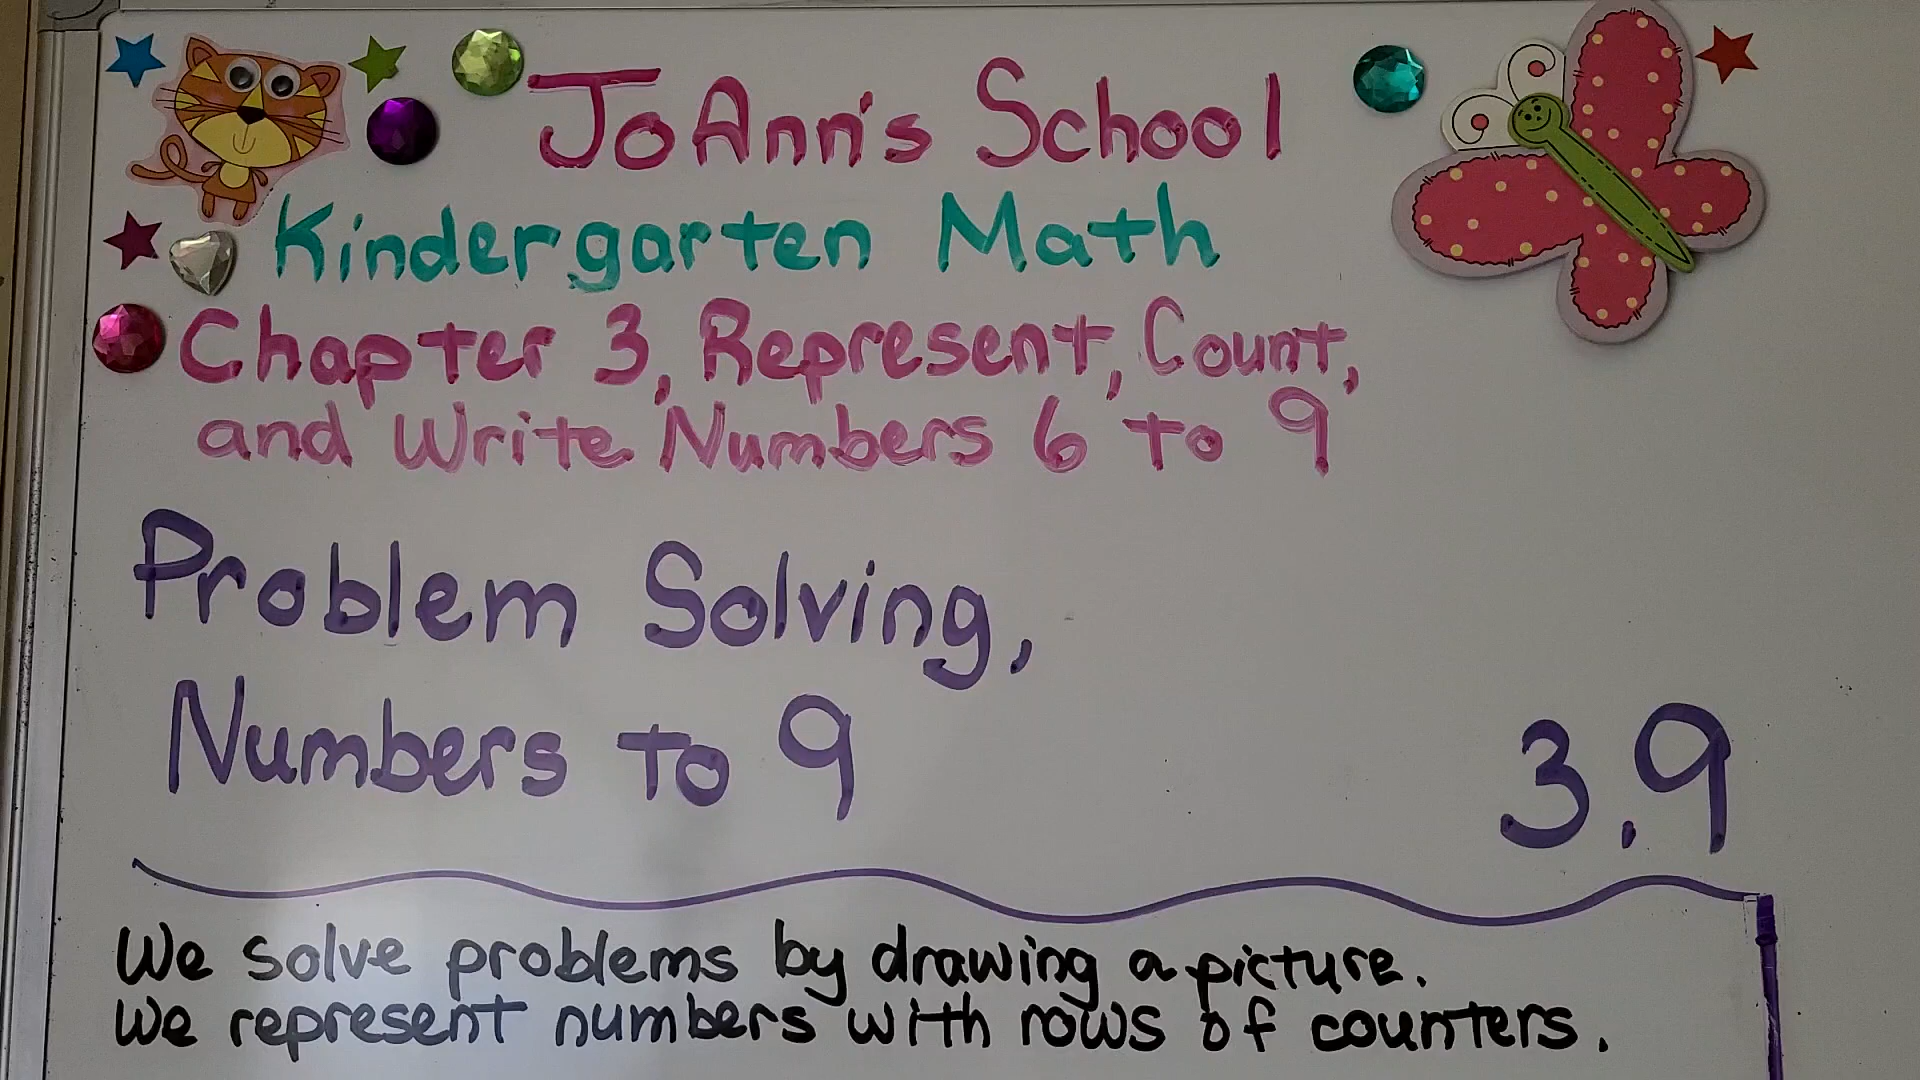 JoAnn's School
Kindergarten Math
Chapter 3, Represent, Count,
and Write Numbers 6 to 9
Problem Solving,
Numbers to 9
3.9
We solve problems by drawing a picture.
We represent numbers with rows of counters.